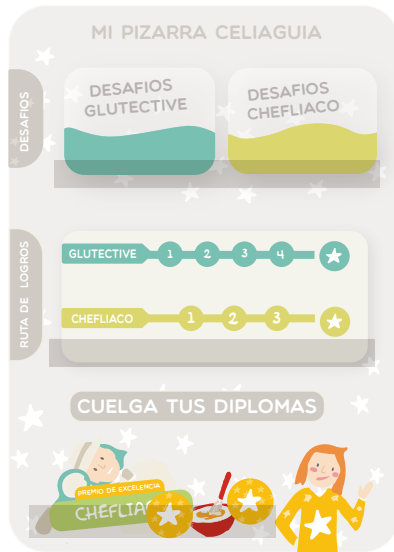 MI PIZARRA CELIAGUIA
DESAFIOS
DESAFIOS
GLUTECTIVE
DESAFIOS
CHEFLIACO
RUTA DE LOGROS
GLUTECTIVE 1 2 3 4
CHEFLIACO 1 2 3
CUELGA TUS DIPLOMAS
PREMIO DE EXCELENCIA